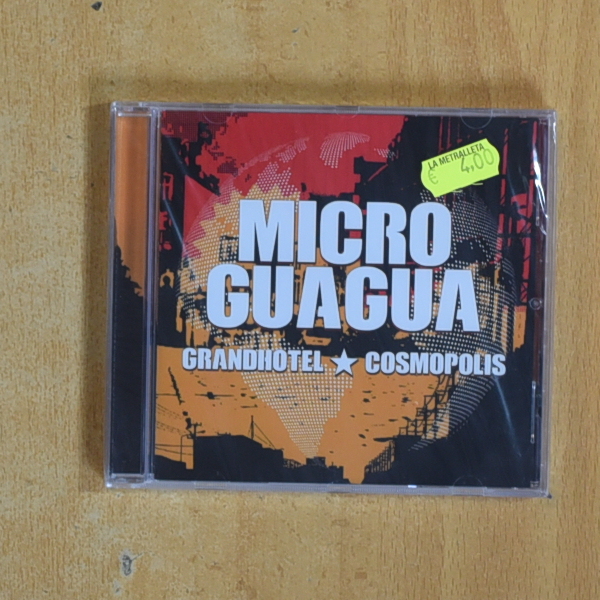 LA METRALLETA
€ 4,00
MICRO
GUAGUA
GRANDHOTEL ★ COSMOPOLIS